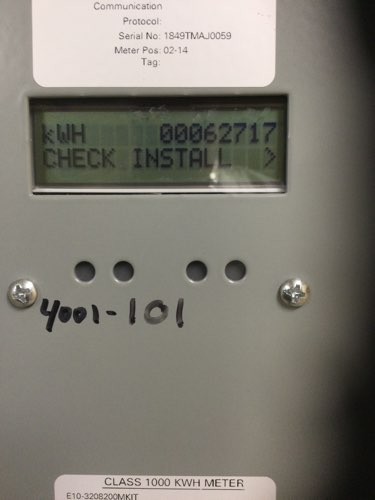 Communication
Protocol:
Serial No: 1849TMAJ0059
Meter Pos: 02-14
Tag:
kWH 00062717
CHECK INSTALL >
4001-101
CLASS 1000 KWH METER
E10-3208200MKIT